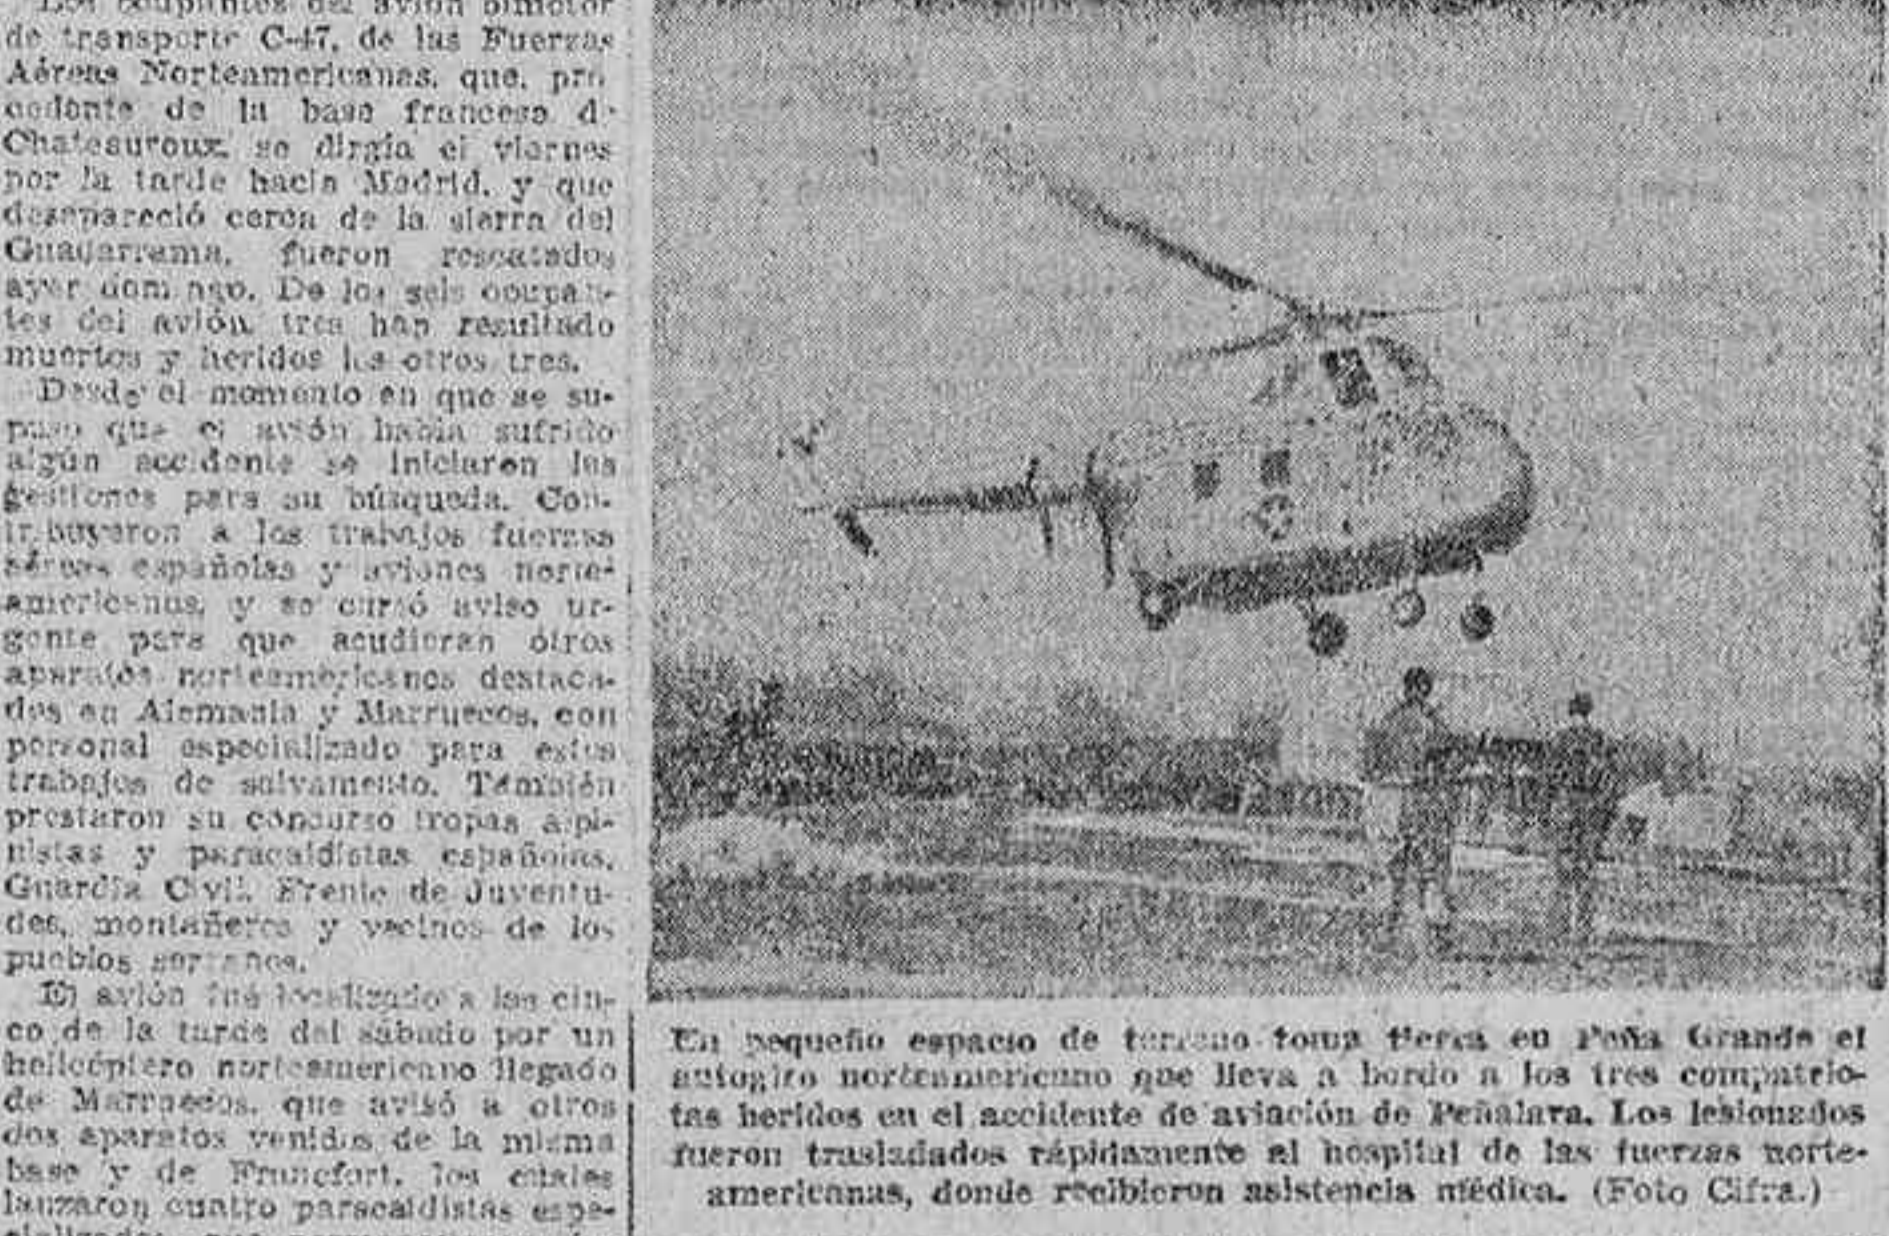 Los ocupantes del avión bimotor
de transporte C-47, de las Fuerzas
Aéreas Norteamericanas, que, pro
cedente de la base francesa de
Chatesuroux, se dirgía el viernes
por la tarde hacia Madrid, y que
desapareció cerca de la sierra del
Guadarrama, fueron rescatados
ayer domingo. De los seis ocupan-
tes del avión, tres han resultado
muertos y heridos los otros tres.
Desde el momento en que se su-
puso que el avión había sufrido
algún accidente se iniciaron las
gestiones para su búsqueda. Con-
tribuyeron a los trabajos fuerzas
aéreas españolas y aviones norte-
americanos, y se cursó aviso ur-
gente para que acudieran otros
aparatos norteamericanos destaca-
dos en Alemania y Marruecos, con
personal especializado para estos
trabajos de salvamento. También
prestaron su concurso tropas alpi-
nistas y paracaidistas españolas,
Guardia Civil, Frente de Juventu-
des, montañeros y vecinos de los
pueblos serranos.
El avión fué localizado a las cin-
co de la tarde del sábado por un
helicóptero norteamericano llegado
de Marruecos, que avisó a otros
dos aparatos venidos de la misma
base y de Francfort, los cuales
lanzaron cuatro paracaidistas espe-
En pequeño espacio de terreno toma tierra en Peña Grande el
autogiro norteamericano que lleva a bordo a los tres compatrio-
tas heridos en el accidente de aviación de Peñalara. Los lesionados
fueron trasladados rápidamente al hospital de las fuerzas norte-
americanas, donde recibieron asistencia médica. (Foto Cifra.)